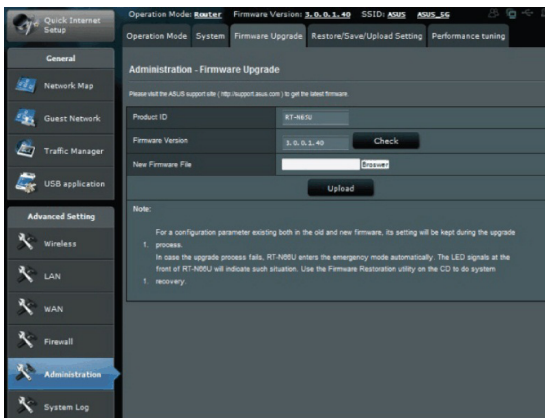 Quick Internet
Setup
Operation Mode: Router Firmware Version: 3.0.0.1.40 SSID: ASUS ASUS_5G
Operation Mode System Firmware Upgrade Restore/Save/Upload Setting Performance tuning
General
Network Map
Guest Network
Traffic Manager
USB application
Advanced Setting
Wireless
LAN
WAN
Firewall
Administration
System Log
Administration - Firmware Upgrade
Please visit the ASUS support site ( http://support.asus.com ) to get the latest firmware.
Product ID RT-N65U
Firmware Version 3.0.0.1.40 Check
New Firmware File Broswer
Upload
Note:
For a configuration parameter existing both in the old and new firmware, its setting will be kept during the upgrade
1. process.
In case the upgrade process fails, RT-N66U enters the emergency mode automatically. The LED signals at the
front of RT-N66U will indicate such situation. Use the Firmware Restoration utility on the CD to do system
1. recovery.